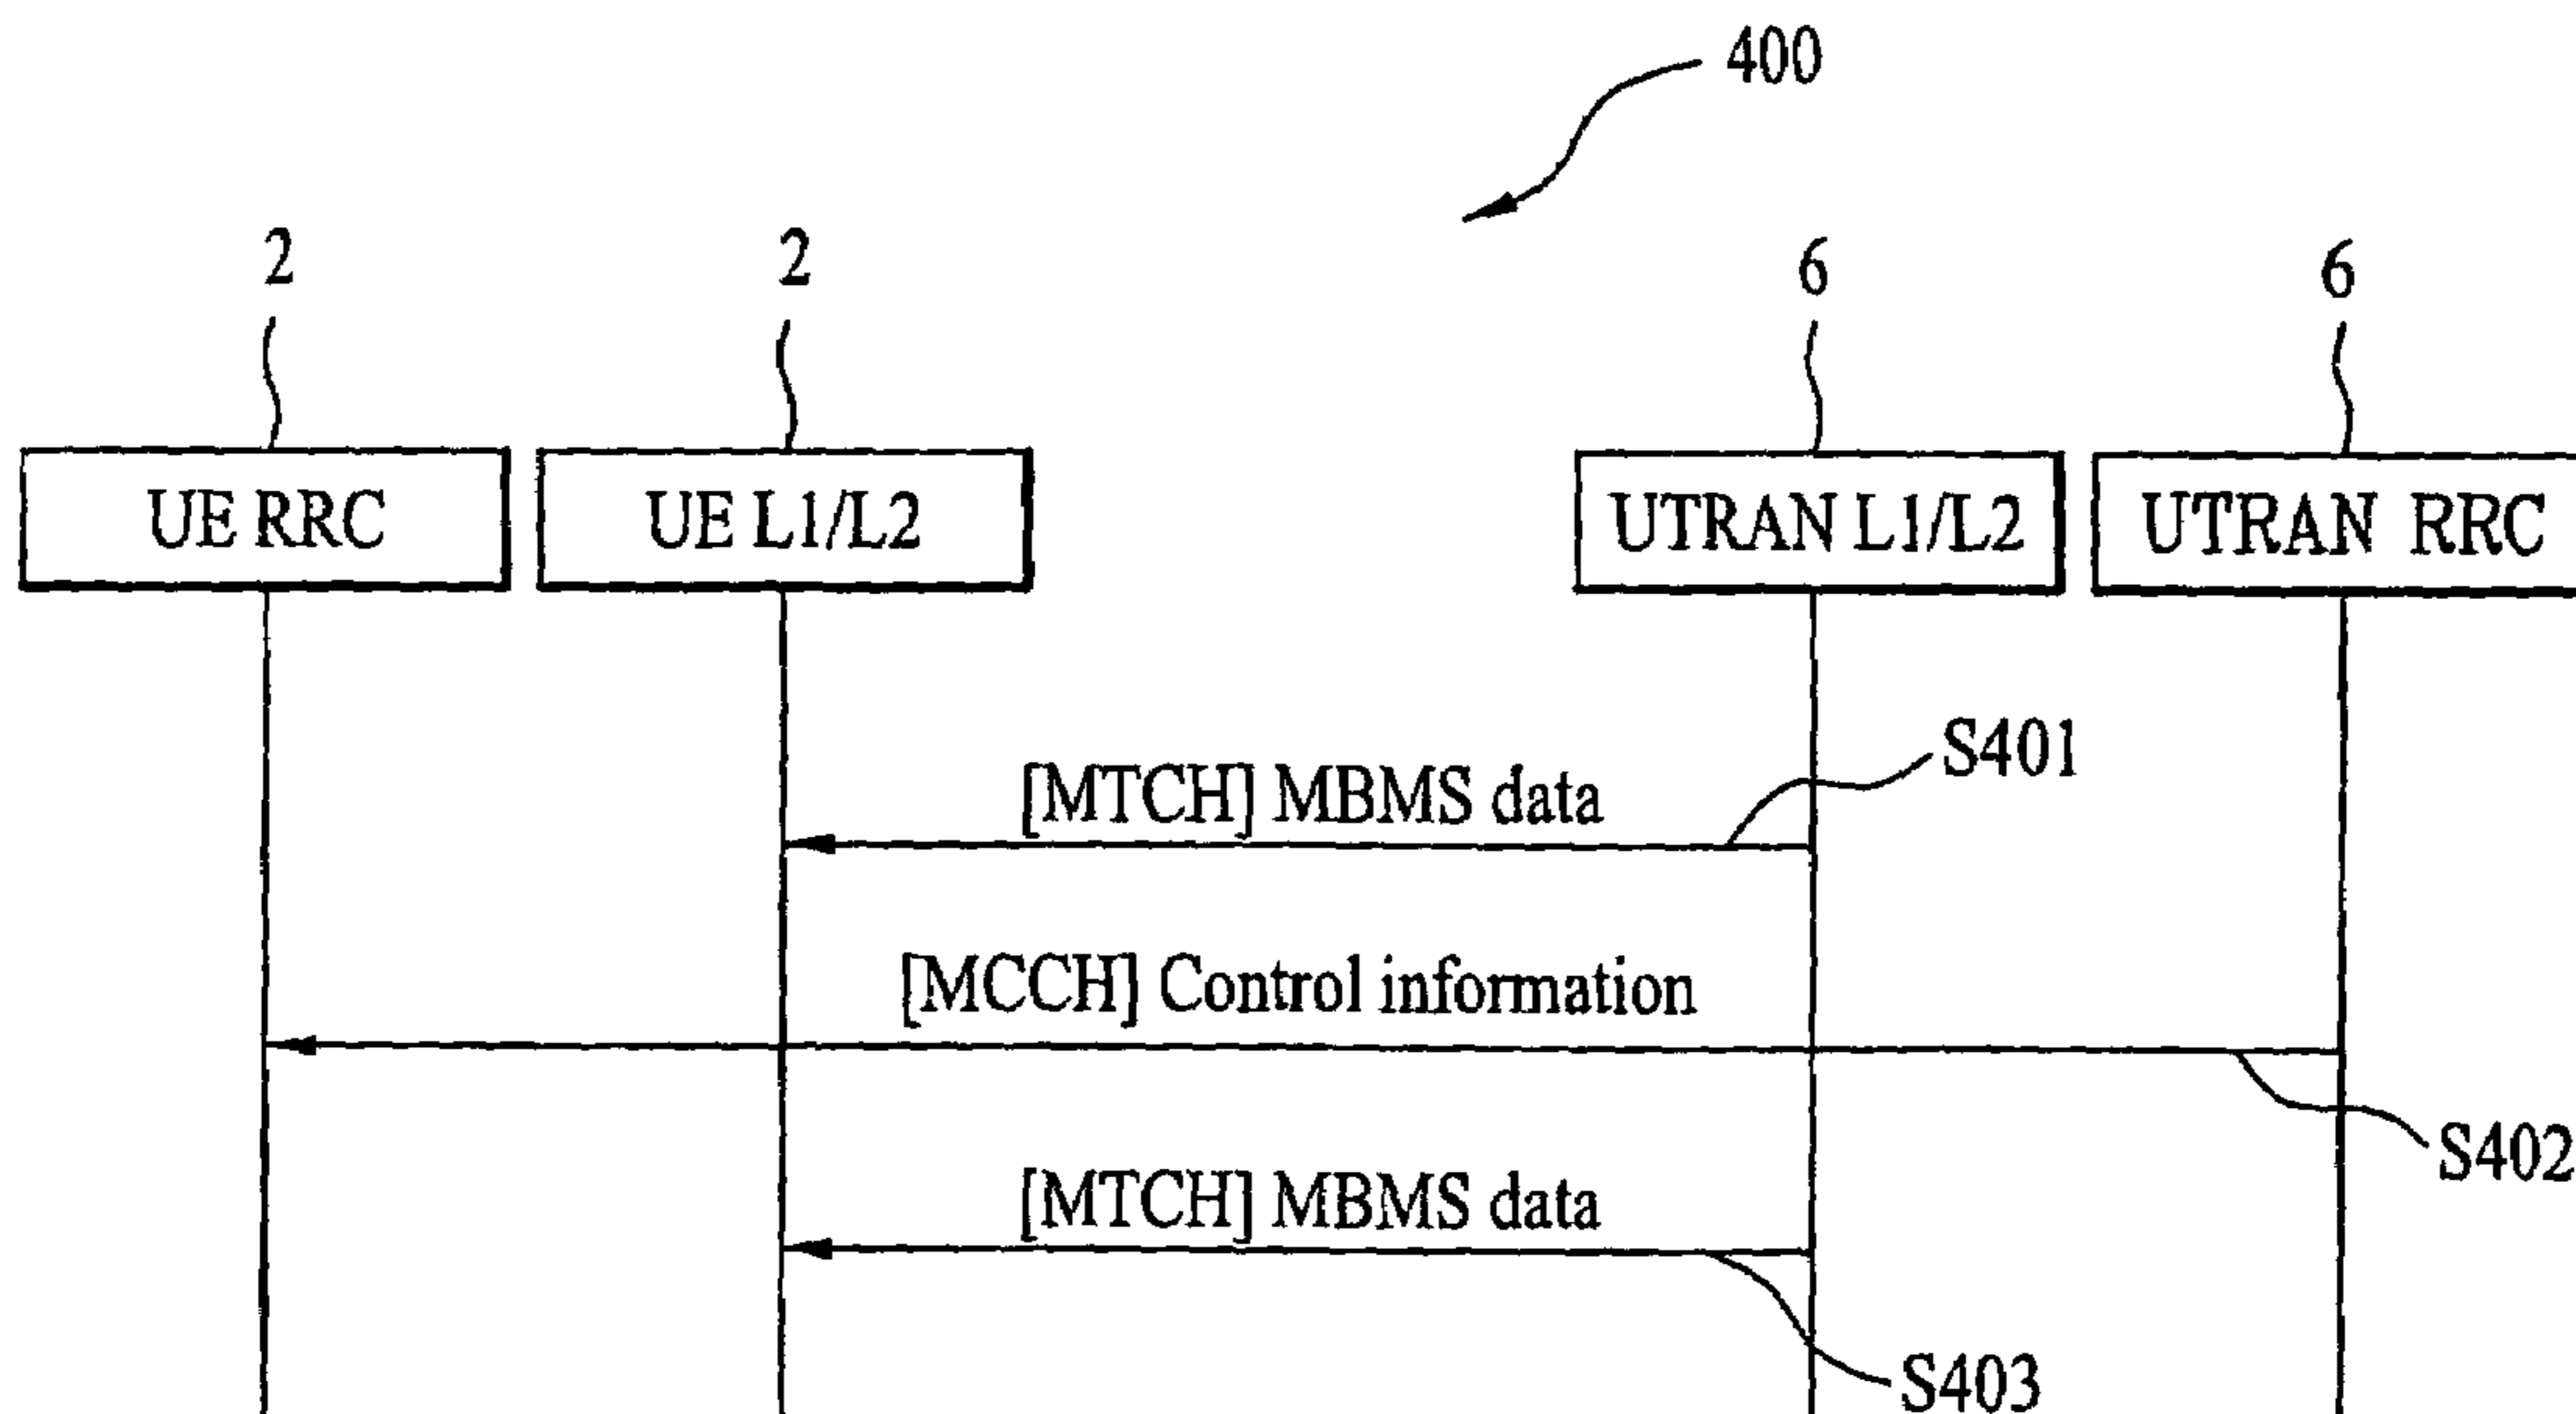 400
2
2
6
6
UE RRC
UE L1/L2
UTRAN L1/L2
UTRAN RRC
S401
[MTCH] MBMS data
[MCCH] Control information
S402
[MTCH] MBMS data
S403